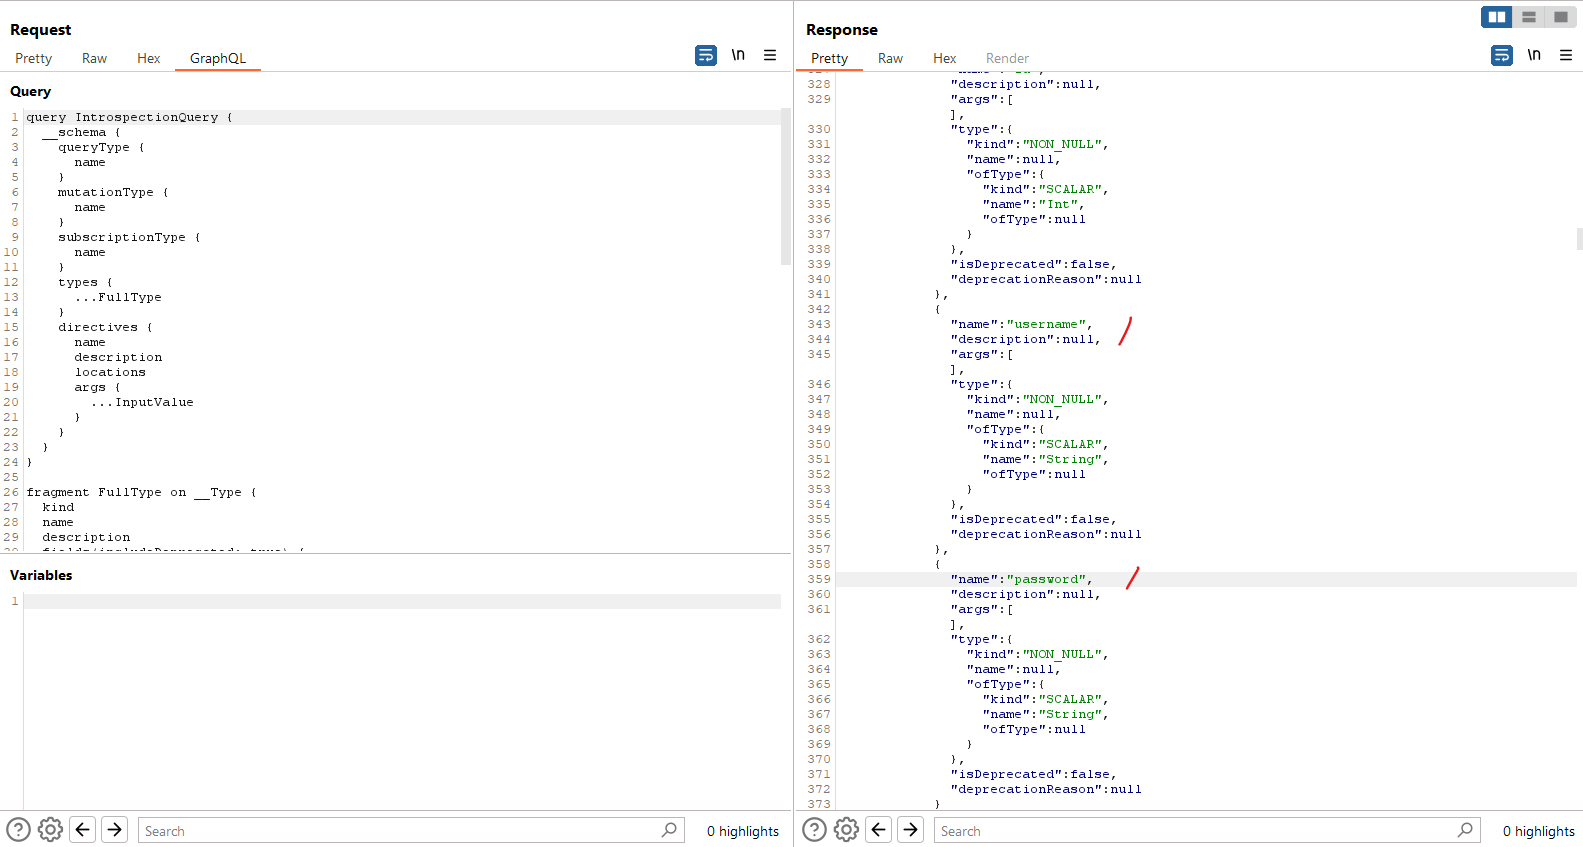 Request
Pretty Raw Hex GraphQL \n
Query
1 query IntrospectionQuery {
2 __schema {
3 queryType {
4 name
5 }
6 mutationType {
7 name
8 }
9 subscriptionType {
10 name
11 }
12 types {
13 ...FullType
14 }
15 directives {
16 name
17 description
18 locations
19 args {
20 ...InputValue
21 }
22 }
23 }
24 }
25
26 fragment FullType on __Type {
27 kind
28 name
29 description
Variables
1
? Search 0 highlights
Response
Pretty Raw Hex Render \n
328 "description":null,
329 "args":[
],
330 "type":{
331 "kind":"NON_NULL",
332 "name":null,
333 "ofType":{
334 "kind":"SCALAR",
335 "name":"Int",
336 "ofType":null
337 }
338 },
339 "isDeprecated":false,
340 "deprecationReason":null
341 },
342 {
343 "name":"username",
344 "description":null,
345 "args":[
],
346 "type":{
347 "kind":"NON_NULL",
348 "name":null,
349 "ofType":{
350 "kind":"SCALAR",
351 "name":"String",
352 "ofType":null
353 }
354 },
355 "isDeprecated":false,
356 "deprecationReason":null
357 },
358 {
359 "name":"password",
360 "description":null,
361 "args":[
],
362 "type":{
363 "kind":"NON_NULL",
364 "name":null,
365 "ofType":{
366 "kind":"SCALAR",
367 "name":"String",
368 "ofType":null
369 }
370 },
371 "isDeprecated":false,
372 "deprecationReason":null
373 }
? Search 0 highlights